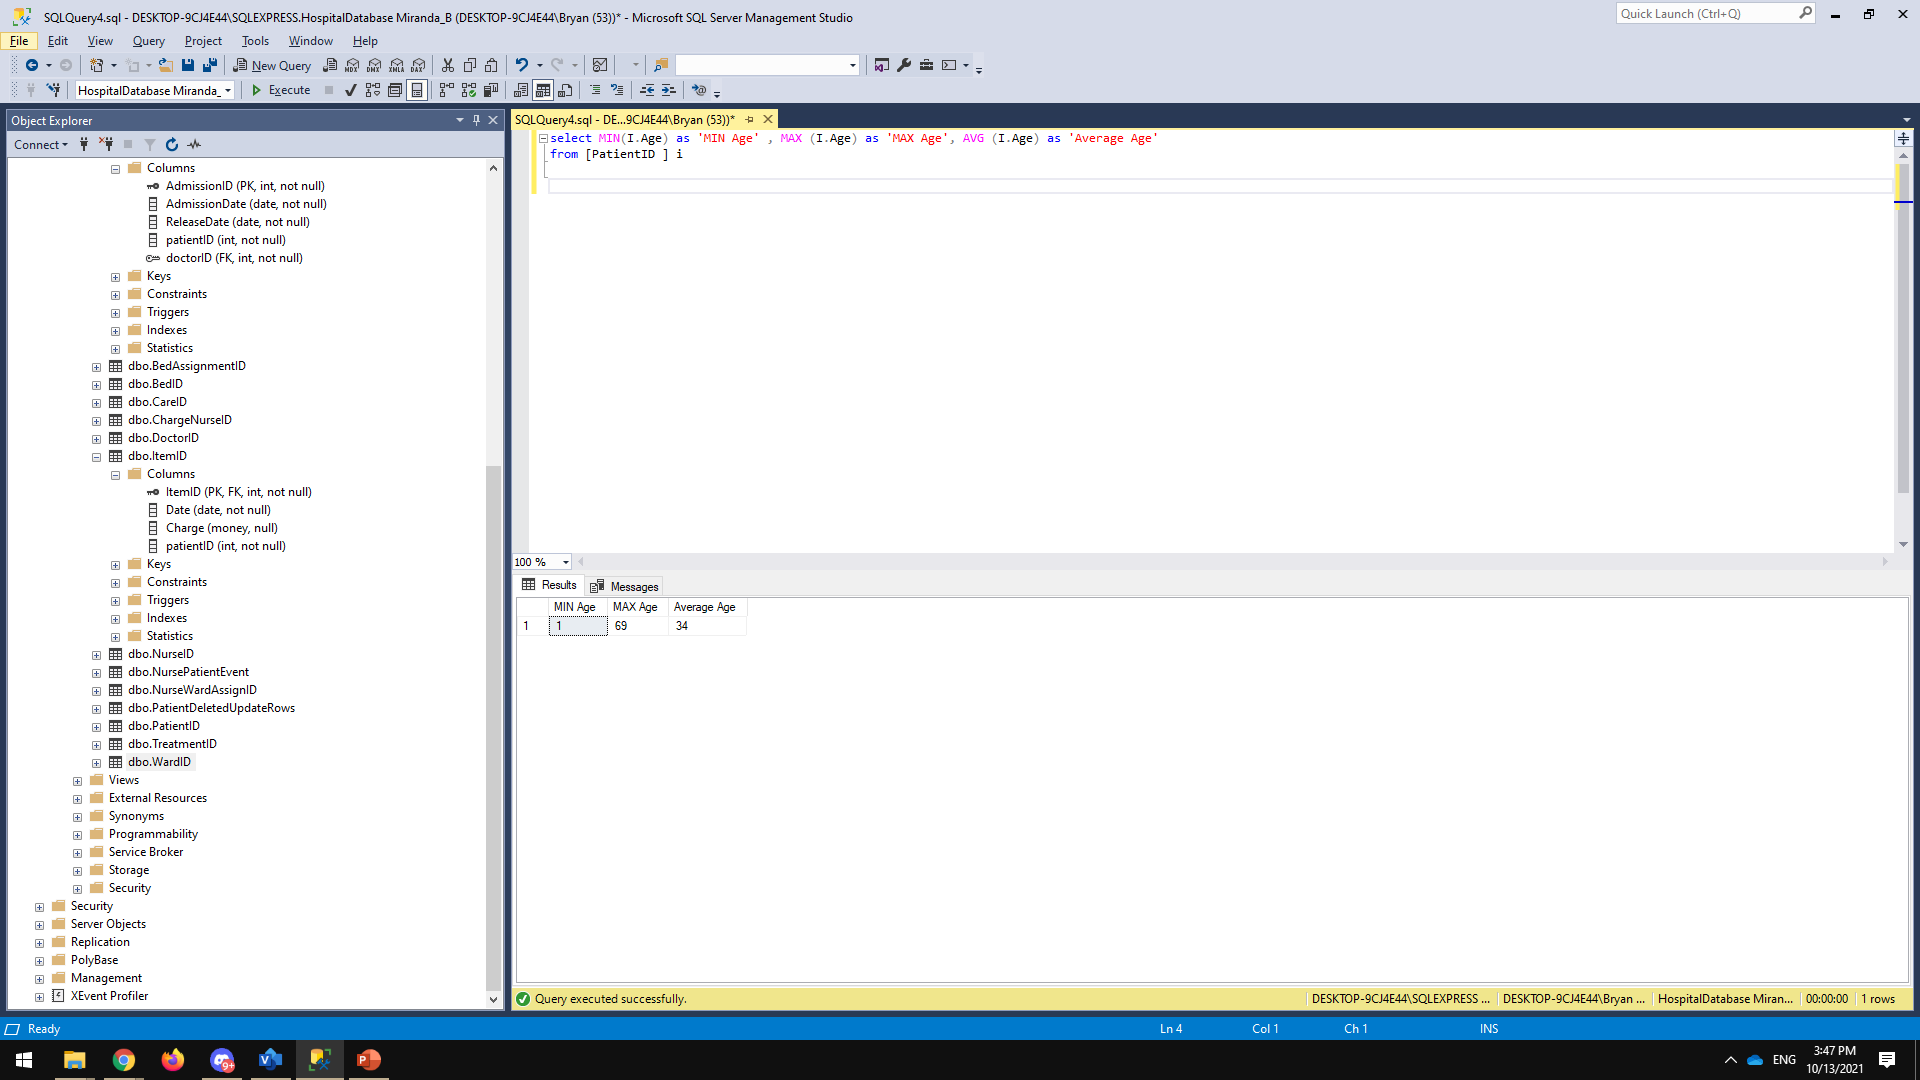 SQLQuery4.sql - DESKTOP-9CJ4E44\SQLEXPRESS.HospitalDatabase Miranda_B (DESKTOP-9CJ4E44\Bryan (53))* - Microsoft SQL Server Management Studio
Quick Launch (Ctrl+Q)
File Edit View Query Project Tools Window Help
New Query MDX DMX XMLA DAX
HospitalDatabase Miranda_ Execute
Object Explorer
SQLQuery4.sql - DE...9CJ4E44\Bryan (53))*
Connect
select MIN(I.Age) as 'MIN Age' , MAX (I.Age) as 'MAX Age', AVG (I.Age) as 'Average Age'
from [PatientID ] i
Columns
AdmissionID (PK, int, not null)
AdmissionDate (date, not null)
ReleaseDate (date, not null)
patientID (int, not null)
doctorID (FK, int, not null)
Keys
Constraints
Triggers
Indexes
Statistics
dbo.BedAssignmentID
dbo.BedID
dbo.CareID
dbo.ChargeNurseID
dbo.DoctorID
dbo.ItemID
Columns
ItemID (PK, FK, int, not null)
Date (date, not null)
Charge (money, null)
patientID (int, not null)
Keys
Constraints
Triggers
Indexes
Statistics
dbo.NurseID
dbo.NursePatientEvent
dbo.NurseWardAssignID
dbo.PatientDeletedUpdateRows
dbo.PatientID
dbo.TreatmentID
dbo.WardID
Views
External Resources
Synonyms
Programmability
Service Broker
Storage
Security
Security
Server Objects
Replication
PolyBase
Management
XEvent Profiler
100 %
Results Messages
MIN Age MAX Age Average Age
1 1 69 34
Query executed successfully.
DESKTOP-9CJ4E44\SQLEXPRESS ... DESKTOP-9CJ4E44\Bryan ... HospitalDatabase Miran... 00:00:00 1 rows
Ready Ln 4 Col 1 Ch 1 INS
9+
ENG
3:47 PM
10/13/2021